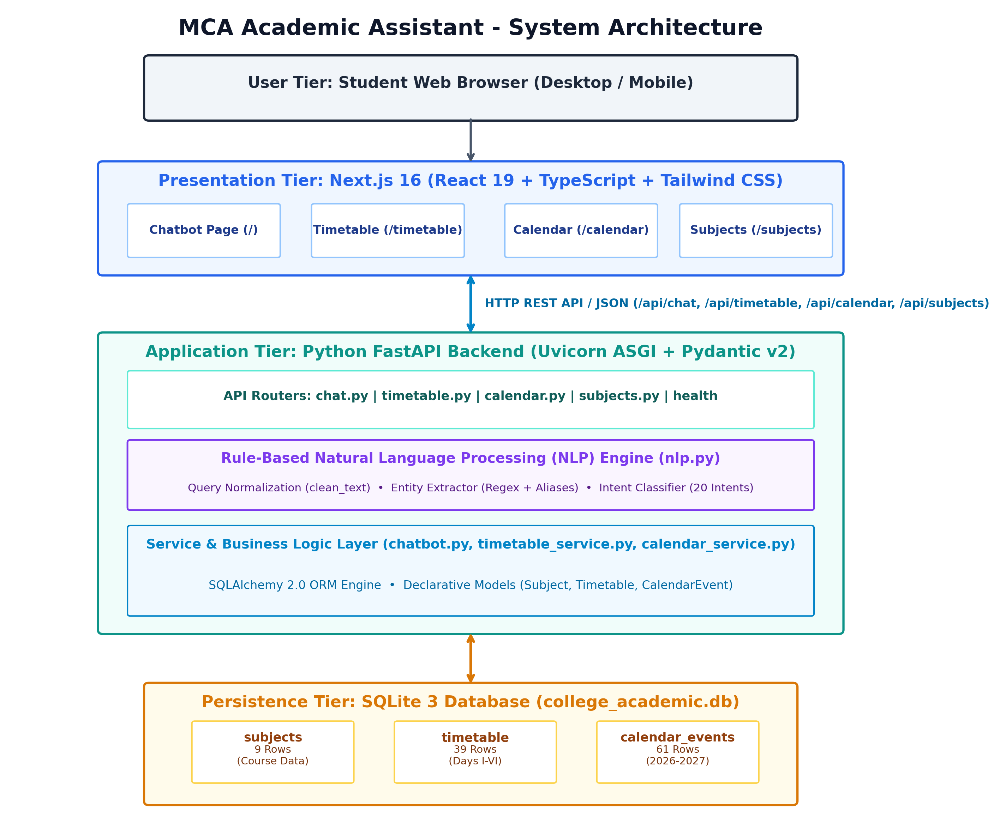 MCA Academic Assistant - System Architecture
User Tier: Student Web Browser (Desktop / Mobile)
Presentation Tier: Next.js 16 (React 19 + TypeScript + Tailwind CSS)
Chatbot Page (/)
Timetable (/timetable)
Calendar (/calendar)
Subjects (/subjects)
HTTP REST API / JSON (/api/chat, /api/timetable, /api/calendar, /api/subjects)
Application Tier: Python FastAPI Backend (Uvicorn ASGI + Pydantic v2)
API Routers: chat.py | timetable.py | calendar.py | subjects.py | health
Rule-Based Natural Language Processing (NLP) Engine (nlp.py)
Query Normalization (clean_text) • Entity Extractor (Regex + Aliases) • Intent Classifier (20 Intents)
Service & Business Logic Layer (chatbot.py, timetable_service.py, calendar_service.py)
SQLAlchemy 2.0 ORM Engine • Declarative Models (Subject, Timetable, CalendarEvent)
Persistence Tier: SQLite 3 Database (college_academic.db)
subjects
9 Rows
(Course Data)
timetable
39 Rows
(Days I-VI)
calendar_events
61 Rows
(2026-2027)